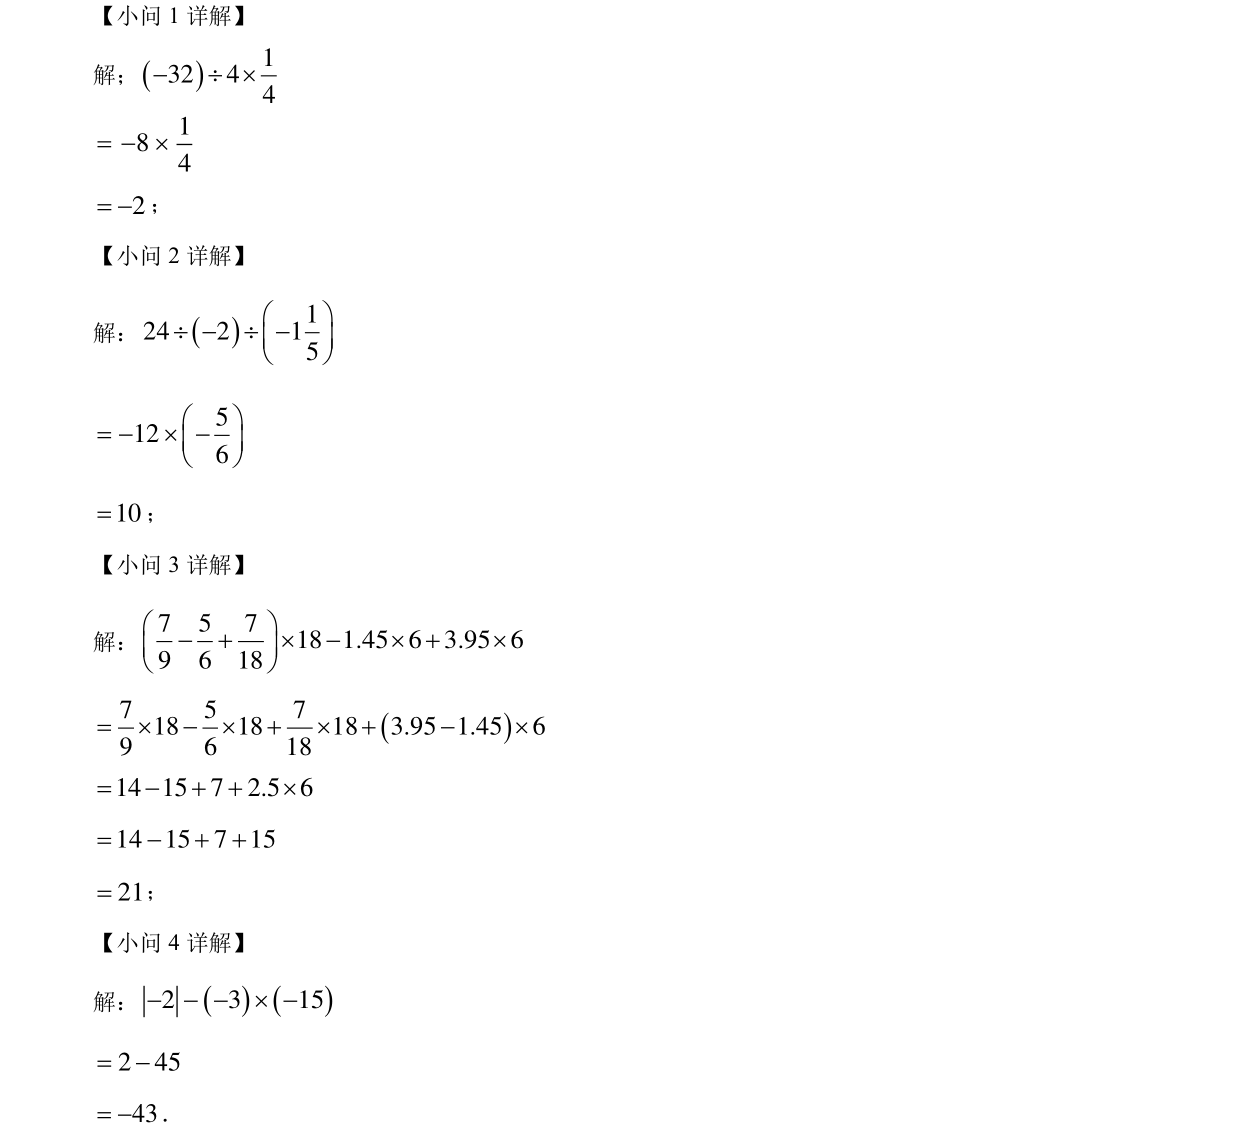 【小问 1 详解】
解；(−32)÷4×1/4
= −8×1/4
=−2；
【小问 2 详解】
解：24÷(−2)÷(−1 1/5)
=−12×(−5/6)
=10；
【小问 3 详解】
解：(7/9−5/6+7/18)×18−1.45×6+3.95×6
=7/9×18−5/6×18+7/18×18+(3.95−1.45)×6
=14−15+7+2.5×6
=14−15+7+15
=21；
【小问 4 详解】
解：|−2|−(−3)×(−15)
=2−45
=−43．